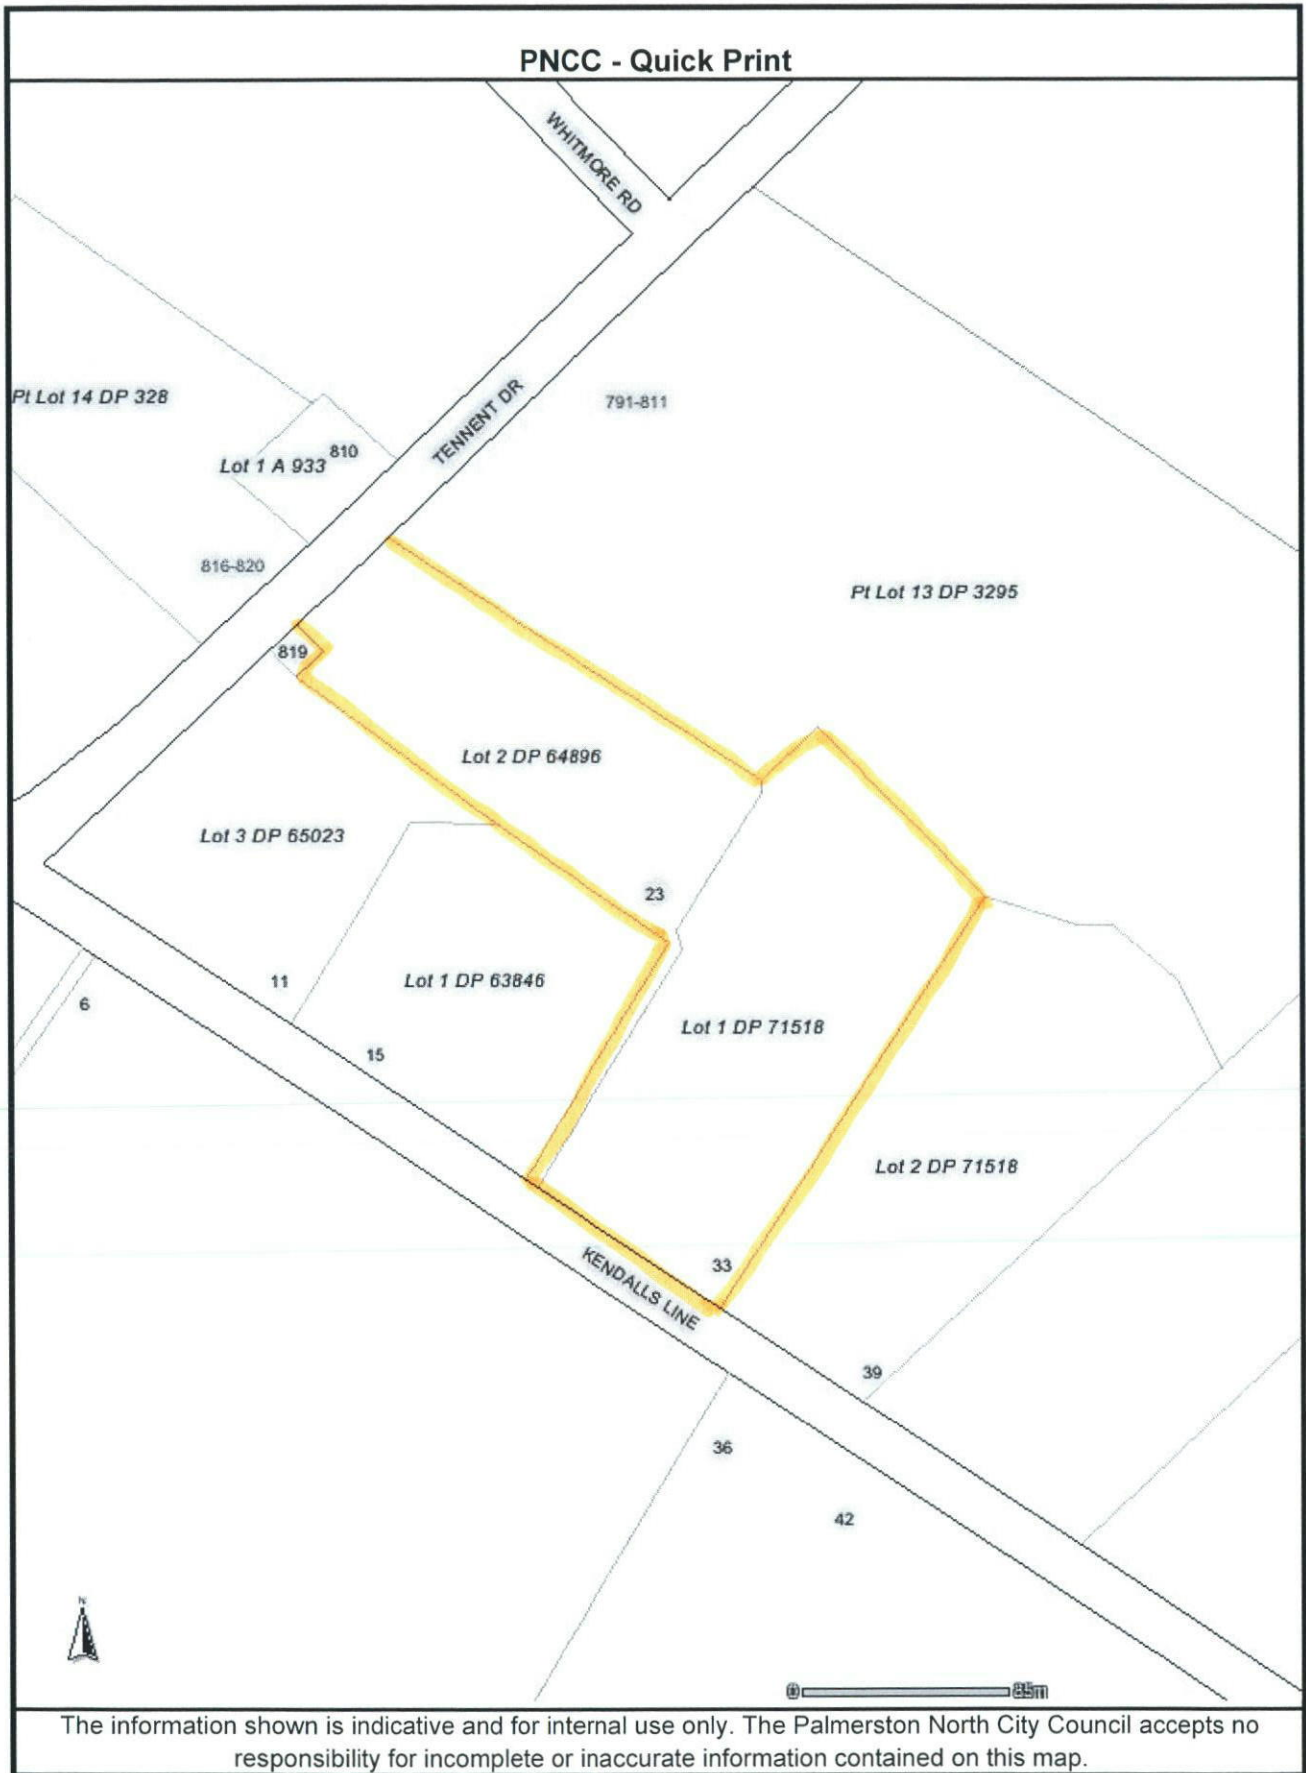 PNCC - Quick Print
WHITMORE RD
Pt Lot 14 DP 328
TENNENT DR
791-811
810
Lot 1 A 933
816-820
Pt Lot 13 DP 3295
819
Lot 2 DP 64896
Lot 3 DP 65023
23
11
Lot 1 DP 63846
6
Lot 1 DP 71518
15
Lot 2 DP 71518
33
KENDALLS LINE
39
36
42
N
0 85m
The information shown is indicative and for internal use only. The Palmerston North City Council accepts no
responsibility for incomplete or inaccurate information contained on this map.